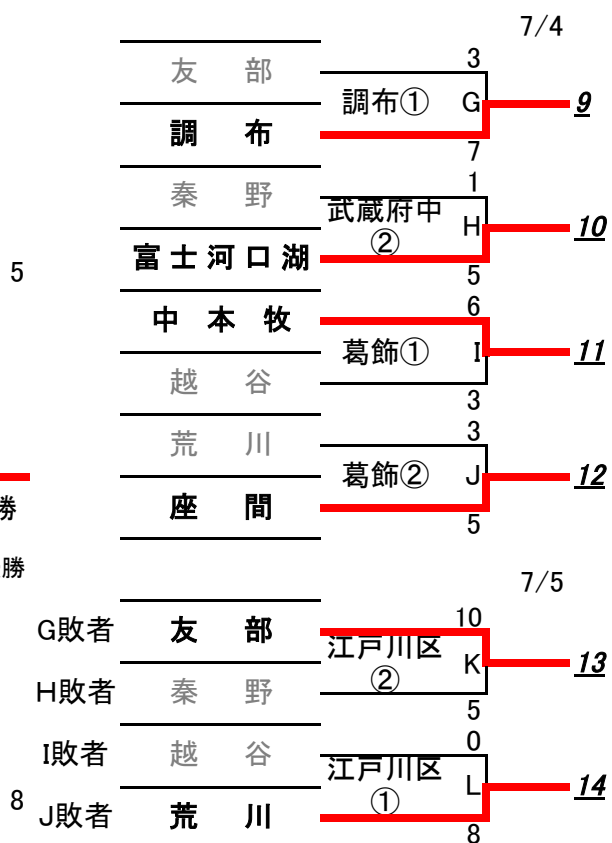 7/4
友 部
3
調布① G
9
調 布
7
秦 野
1
武蔵府中
② H
10
富士河口湖
5
5
中 本 牧
6
葛飾① I
11
越 谷
3
荒 川
3
葛飾② J
12
座 間
5
勝
勝
7/5
G敗者 友 部
10
江戸川区
② K
13
H敗者 秦 野
5
I敗者 越 谷
0
江戸川区
① L
14
8
J敗者 荒 川
8